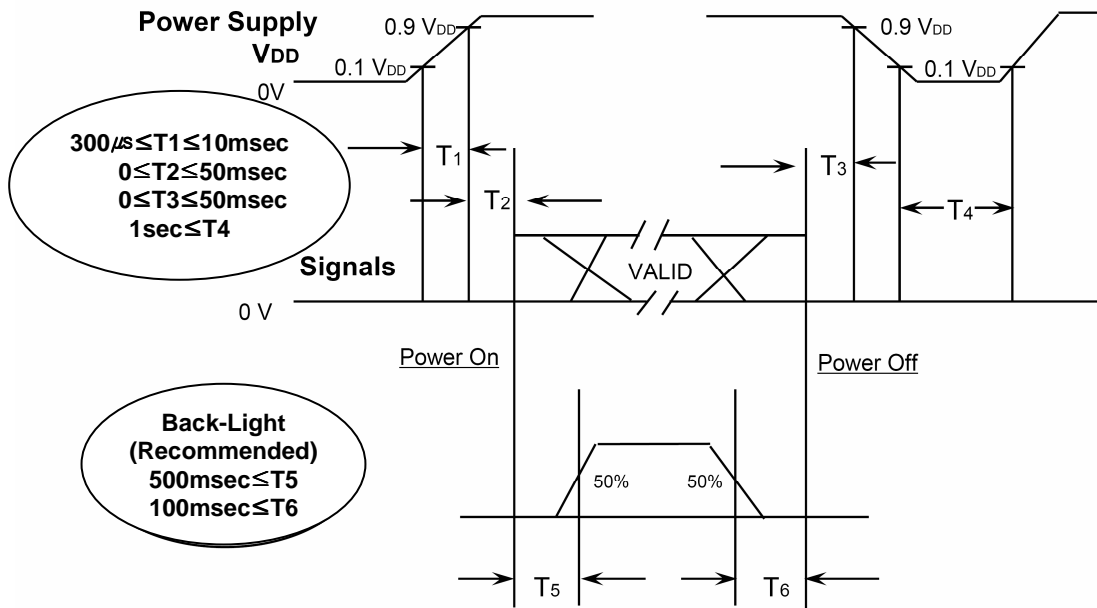 Power Supply
VDD
0.9 VDD
0.9 VDD
0.1 VDD
0.1 VDD
0V
300μs≤T1≤10msec
0≤T2≤50msec
0≤T3≤50msec
1sec≤T4
T1
T2
T3
T4
Signals
VALID
0 V
Power On
Power Off
Back-Light
(Recommended)
500msec≤T5
100msec≤T6
50%
50%
T5
T6